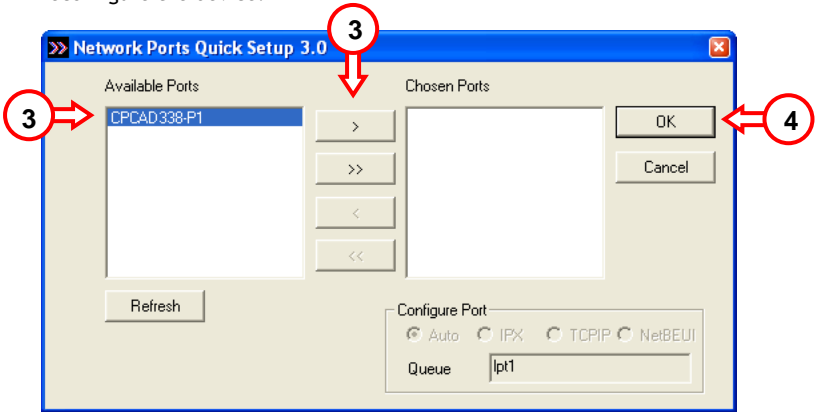 3
Network Ports Quick Setup 3.0
Available Ports
Chosen Ports
3
CPCAD338-P1
>
OK
4
>>
Cancel
<
<<
Refresh
Configure Port
Auto IPX TCPIP NetBEUI
Queue lpt1